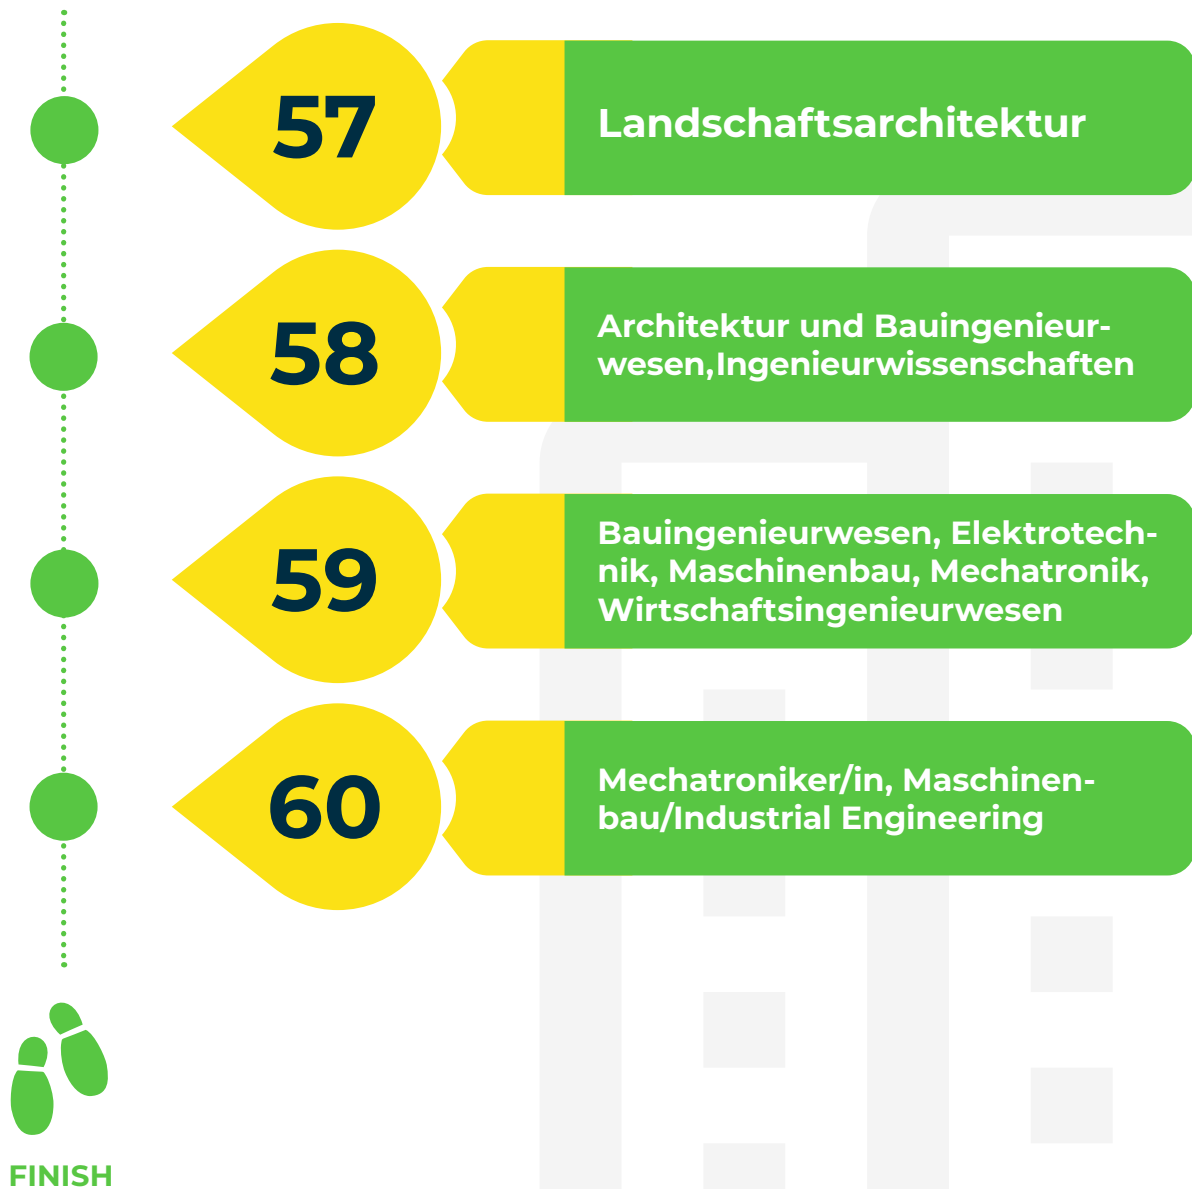 57
Landschaftsarchitektur
58
Architektur und Bauingenieur-
wesen,Ingenieurwissenschaften
59
Bauingenieurwesen, Elektrotech-
nik, Maschinenbau, Mechatronik,
Wirtschaftsingenieurwesen
60
Mechatroniker/in, Maschinen-
bau/Industrial Engineering
FINISH